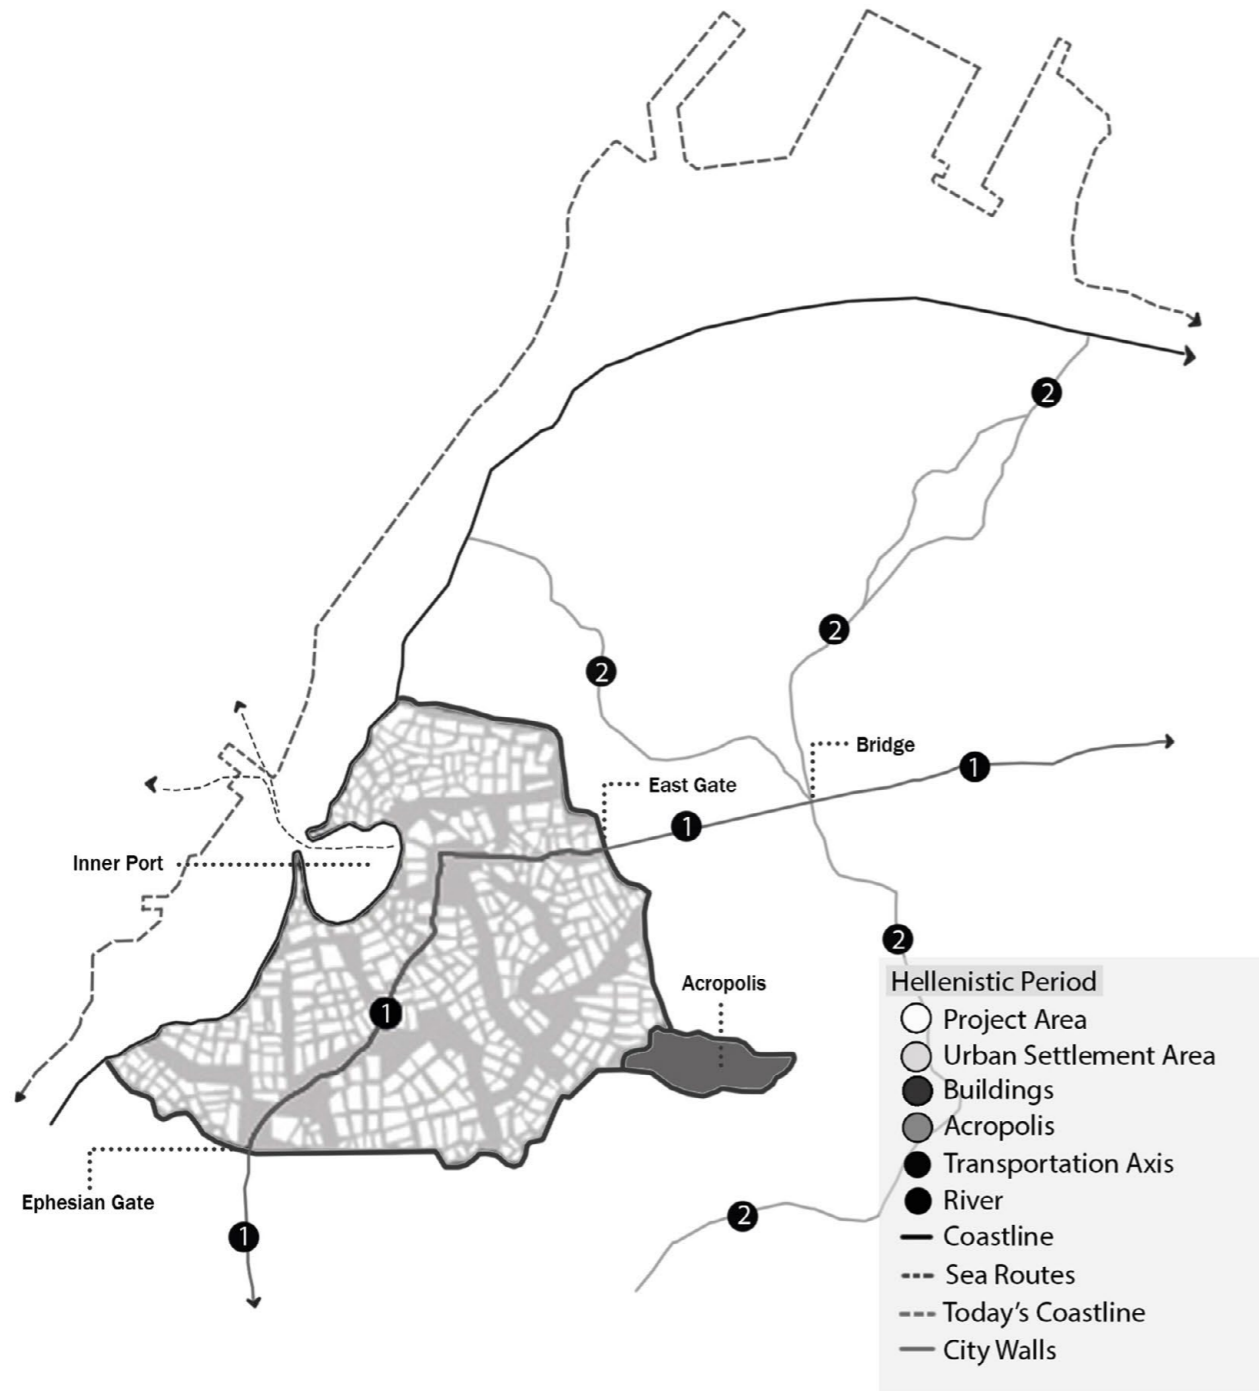 2
2
2
Bridge
1
East Gate
1
Inner Port
2
Acropolis
1
Hellenistic Period
Project Area
Urban Settlement Area
Buildings
Acropolis
Transportation Axis
Ephesian Gate
River
2
1
Coastline
Sea Routes
Today's Coastline
City Walls